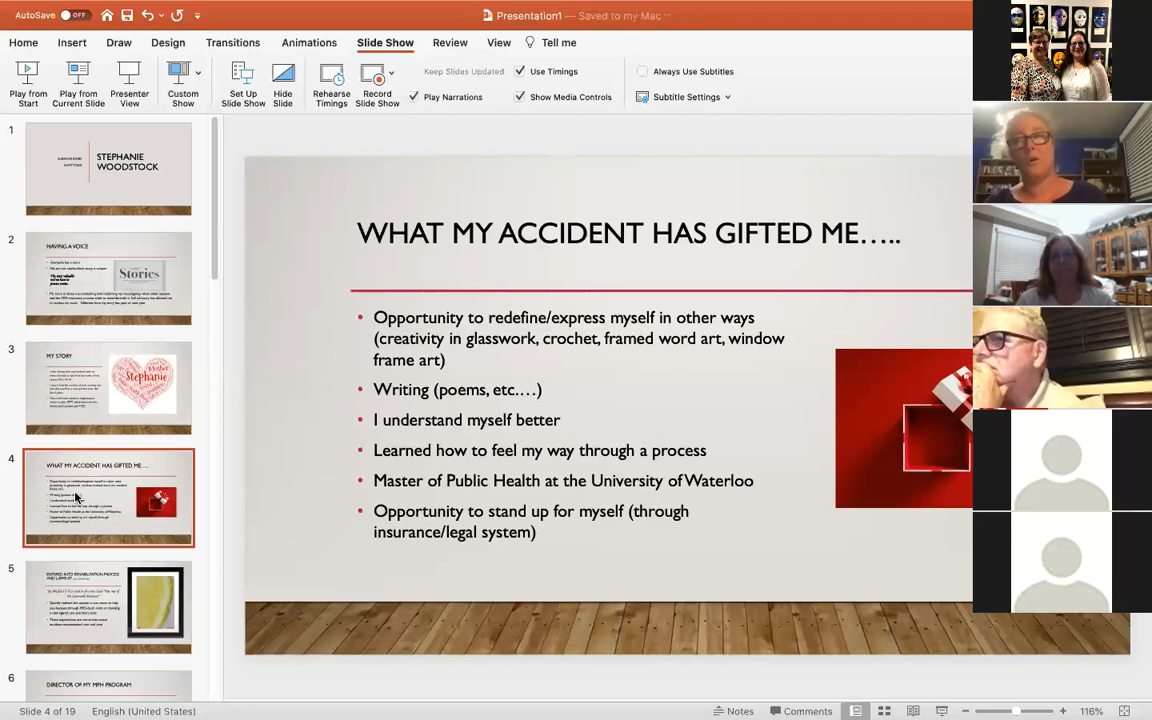 AutoSave OFF
Presentation1 — Saved to my Mac
Home Insert Draw Design Transitions Animations Slide Show Review View Tell me
Play from Start
Play from Current Slide
Presenter View
Custom Show
Set Up Slide Show
Hide Slide
Rehearse Timings
Record Slide Show
Keep Slides Updated
Play Narrations
Use Timings
Show Media Controls
Always Use Subtitles
Subtitle Settings
1
STEPHANIE
WOODSTOCK
2
HAVING A VOICE
Stories
3
MY STORY
Stephanie
4
WHAT MY ACCIDENT HAS GIFTED ME….
5
ENTERED INTO REHABILITATION PROCESS
6
DIRECTOR OF MY MPH PROGRAM
WHAT MY ACCIDENT HAS GIFTED ME…..
• Opportunity to redefine/express myself in other ways
(creativity in glasswork, crochet, framed word art, window
frame art)
• Writing (poems, etc.…)
• I understand myself better
• Learned how to feel my way through a process
• Master of Public Health at the University of Waterloo
• Opportunity to stand up for myself (through
insurance/legal system)
Slide 4 of 19 English (United States) Notes Comments 116%